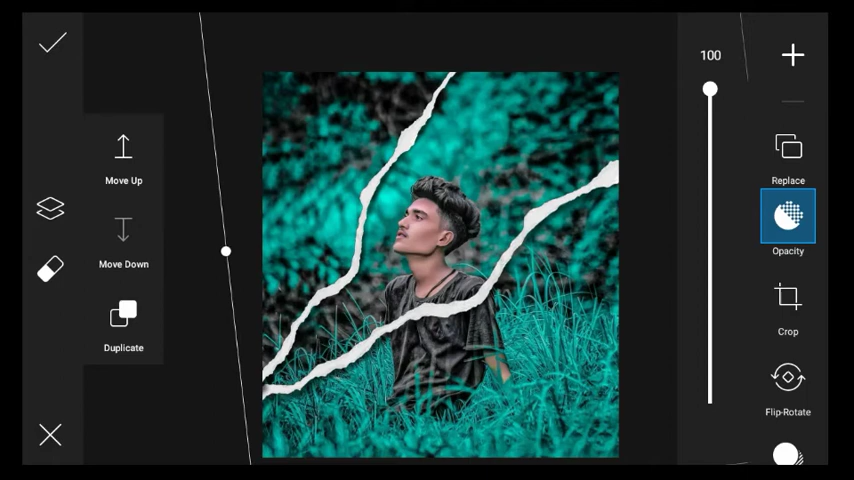 100
Move Up
Replace
Opacity
Move Down
Crop
Duplicate
Flip-Rotate